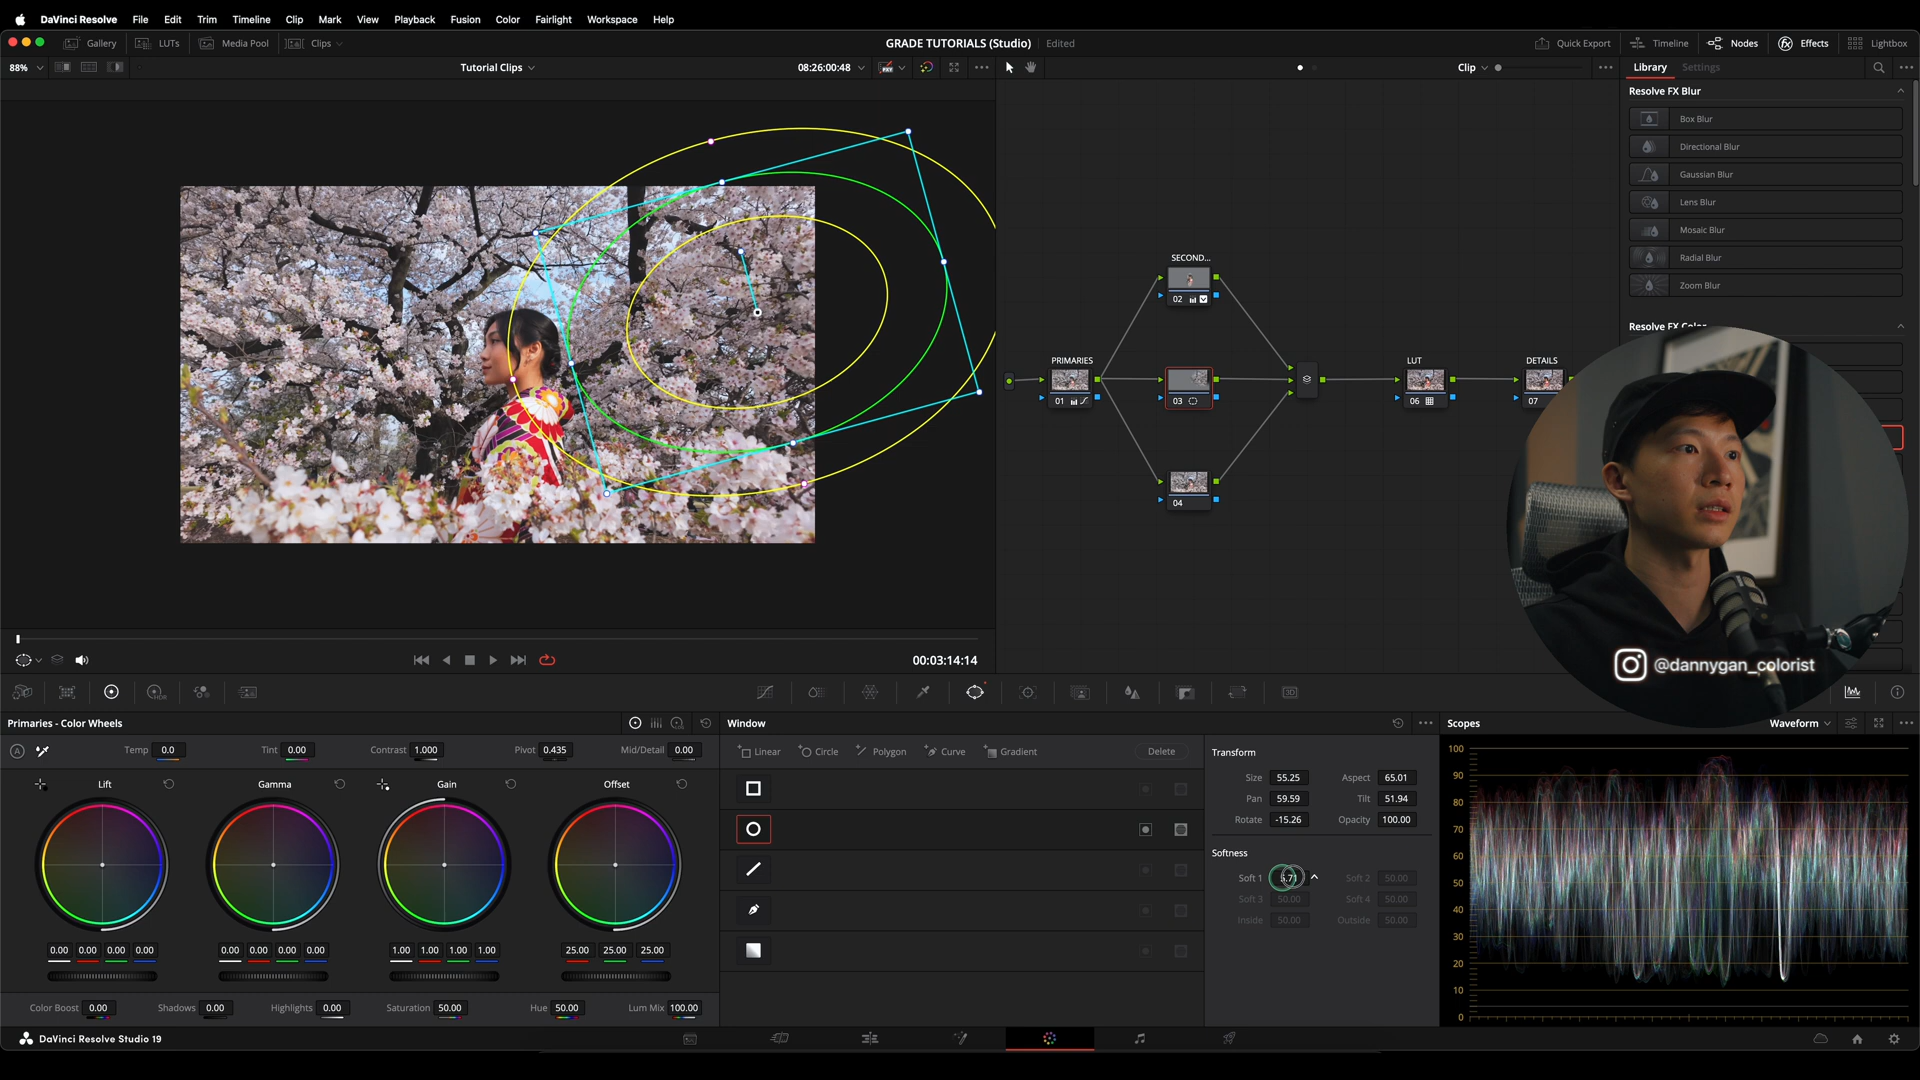 DaVinci Resolve File Edit Trim Timeline Clip Mark View Playback Fusion Color Fairlight Workspace Help
Gallery LUTs Media Pool Clips GRADE TUTORIALS (Studio) Edited Quick Export Timeline Nodes Effects Lightbox
88% Tutorial Clips 08:26:00:48 Clip Library Settings
Resolve FX Blur
Box Blur
Directional Blur
Gaussian Blur
Lens Blur
Mosaic Blur
Radial Blur
Zoom Blur
Resolve FX Color
SECOND...
02
PRIMARIES LUT DETAILS
01 03 06 07
04
@dannygan_colorist
00:03:14:14
Primaries - Color Wheels Window Scopes Waveform
Temp 0.0 Tint 0.00 Contrast 1.000 Pivot 0.435 Mid/Detail 0.00
Linear Circle Polygon Curve Gradient Delete
Transform
Lift Gamma Gain Offset
Size 55.25 Aspect 65.01
Pan 59.59 Tilt 51.94
Rotate -15.26 Opacity 100.00
Softness
Soft 1 Soft 2 50.00
Soft 3 50.00 Soft 4 50.00
Inside 50.00 Outside 50.00
0.00 0.00 0.00 0.00 0.00 0.00 0.00 0.00 1.00 1.00 1.00 1.00 25.00 25.00 25.00
Color Boost 0.00 Shadows 0.00 Highlights 0.00 Saturation 50.00 Hue 50.00 Lum Mix 100.00
100
90
80
70
60
50
40
30
20
10
0
DaVinci Resolve Studio 19